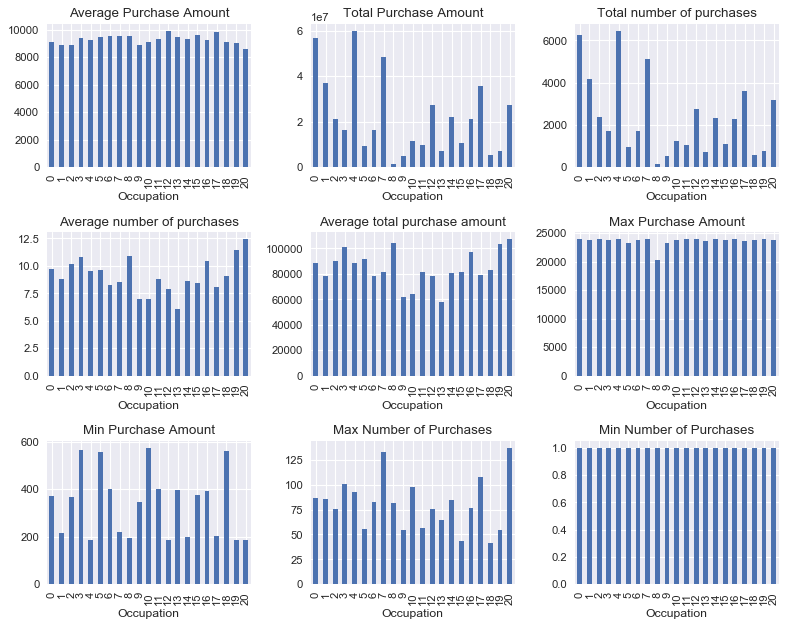 Average Purchase Amount
10000
8000
6000
4000
2000
0
0 1 2 3 4 5 6 7 8 9 10 11 12 13 14 15 16 17 18 19 20
Occupation
Total Purchase Amount
1e7
6
4
2
0
0 1 2 3 4 5 6 7 8 9 10 11 12 13 14 15 16 17 18 19 20
Occupation
Total number of purchases
6000
4000
2000
0
0 1 2 3 4 5 6 7 8 9 10 11 12 13 14 15 16 17 18 19 20
Occupation
Average number of purchases
12.5
10.0
7.5
5.0
2.5
0.0
0 1 2 3 4 5 6 7 8 9 10 11 12 13 14 15 16 17 18 19 20
Occupation
Average total purchase amount
100000
80000
60000
40000
20000
0
0 1 2 3 4 5 6 7 8 9 10 11 12 13 14 15 16 17 18 19 20
Occupation
Max Purchase Amount
25000
20000
15000
10000
5000
0
0 1 2 3 4 5 6 7 8 9 10 11 12 13 14 15 16 17 18 19 20
Occupation
Min Purchase Amount
600
400
200
0
0 1 2 3 4 5 6 7 8 9 10 11 12 13 14 15 16 17 18 19 20
Occupation
Max Number of Purchases
125
100
75
50
25
0
0 1 2 3 4 5 6 7 8 9 10 11 12 13 14 15 16 17 18 19 20
Occupation
Min Number of Purchases
1.0
0.8
0.6
0.4
0.2
0.0
0 1 2 3 4 5 6 7 8 9 10 11 12 13 14 15 16 17 18 19 20
Occupation